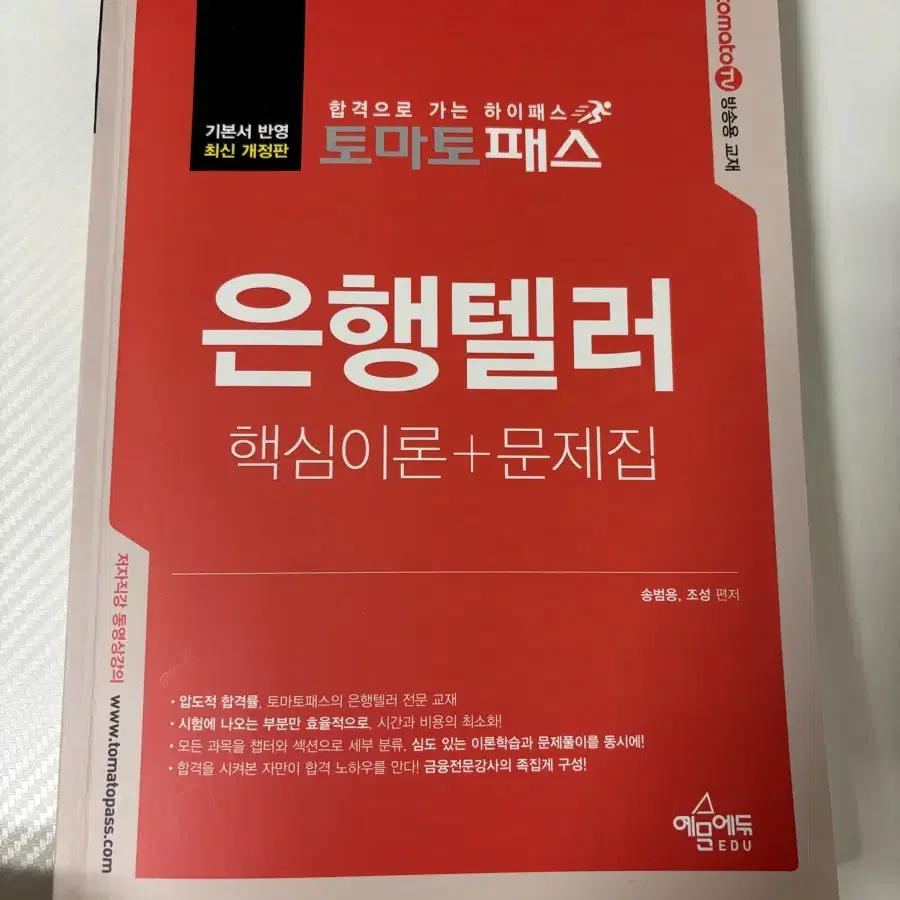 기본서 반영
최신 개정판
합격으로 가는 하이패스
토마토패스
tomatoTV 방송용 교재
은행텔러
핵심이론+문제집
송범용, 조성 편저
저자직강 동영상강의 www.tomatopass.com
• 압도적 합격률, 토마토패스의 은행텔러 전문 교재
• 시험에 나오는 부분만 효율적으로, 시간과 비용의 최소화!
• 모든 과목을 챕터와 섹션으로 세부 분류, 심도 있는 이론학습과 문제풀이를 동시에!
• 합격을 시켜본 자만이 합격 노하우를 안다! 금융전문강사의 족집게 구성!
예문에듀
EDU